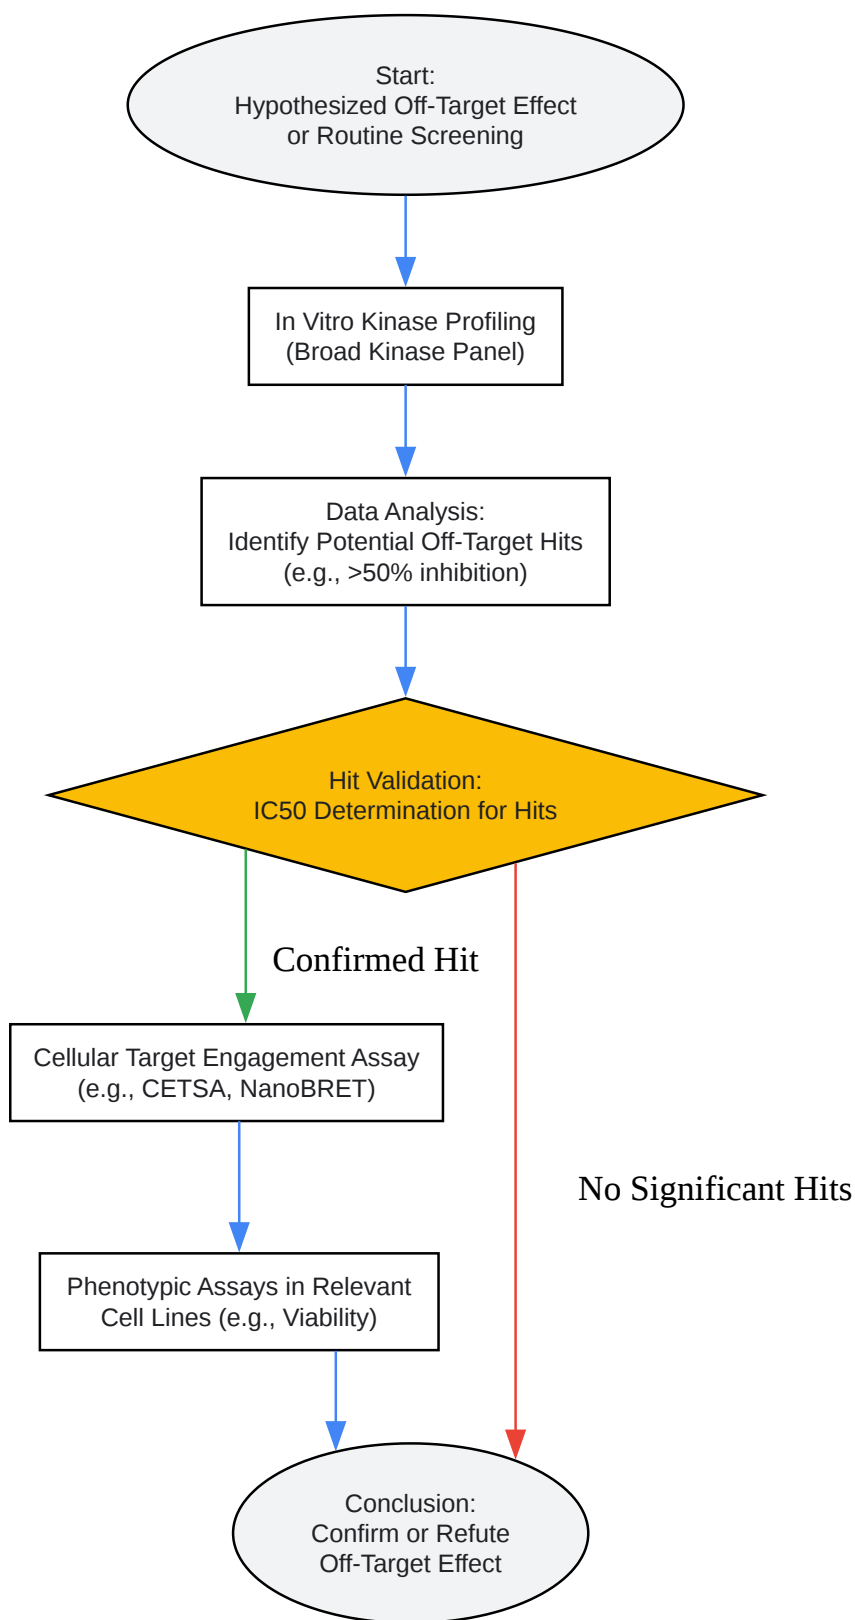 Start:
Hypothesized Off-Target Effect
or Routine Screening
In Vitro Kinase Profiling
(Broad Kinase Panel)
Data Analysis:
Identify Potential Off-Target Hits
(e.g., >50% inhibition)
Hit Validation:
IC50 Determination for Hits
Confirmed Hit
Cellular Target Engagement Assay
(e.g., CETSA, NanoBRET)
No Significant Hits
Phenotypic Assays in Relevant
Cell Lines (e.g., Viability)
Conclusion:
Confirm or Refute
Off-Target Effect